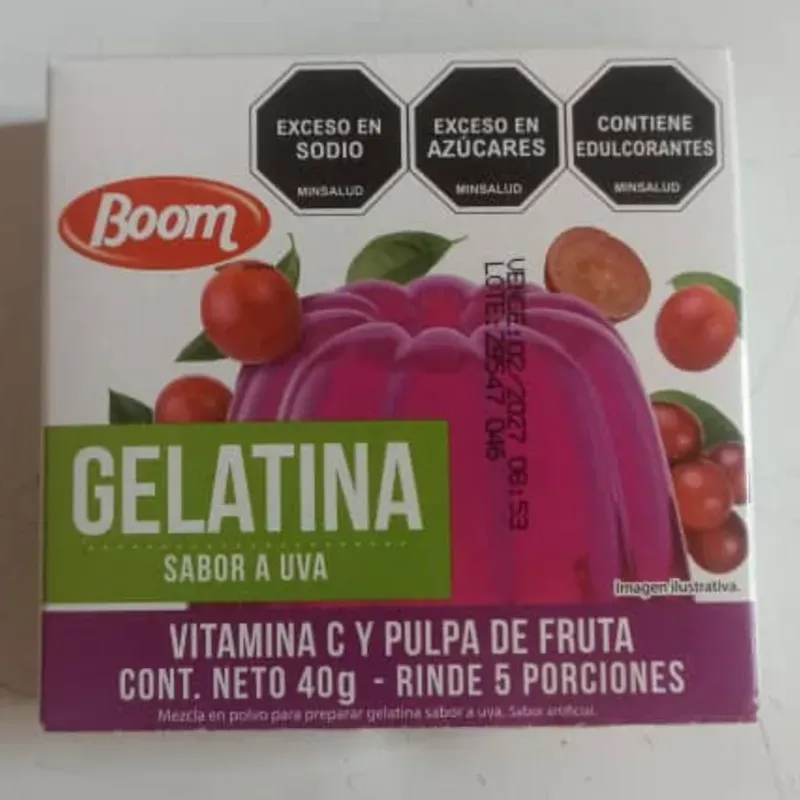 EXCESO EN
SODIO
MINSALUD
EXCESO EN
AZÚCARES
MINSALUD
CONTIENE
EDULCORANTES
MINSALUD
Boom
VENCE:02/2027 08:53
LOTE:29547 046
GELATINA
SABOR A UVA
Imagen ilustrativa.
VITAMINA C Y PULPA DE FRUTA
CONT. NETO 40g - RINDE 5 PORCIONES
Mezcla en polvo para preparar gelatina sabor a uva. Sabor artificial.